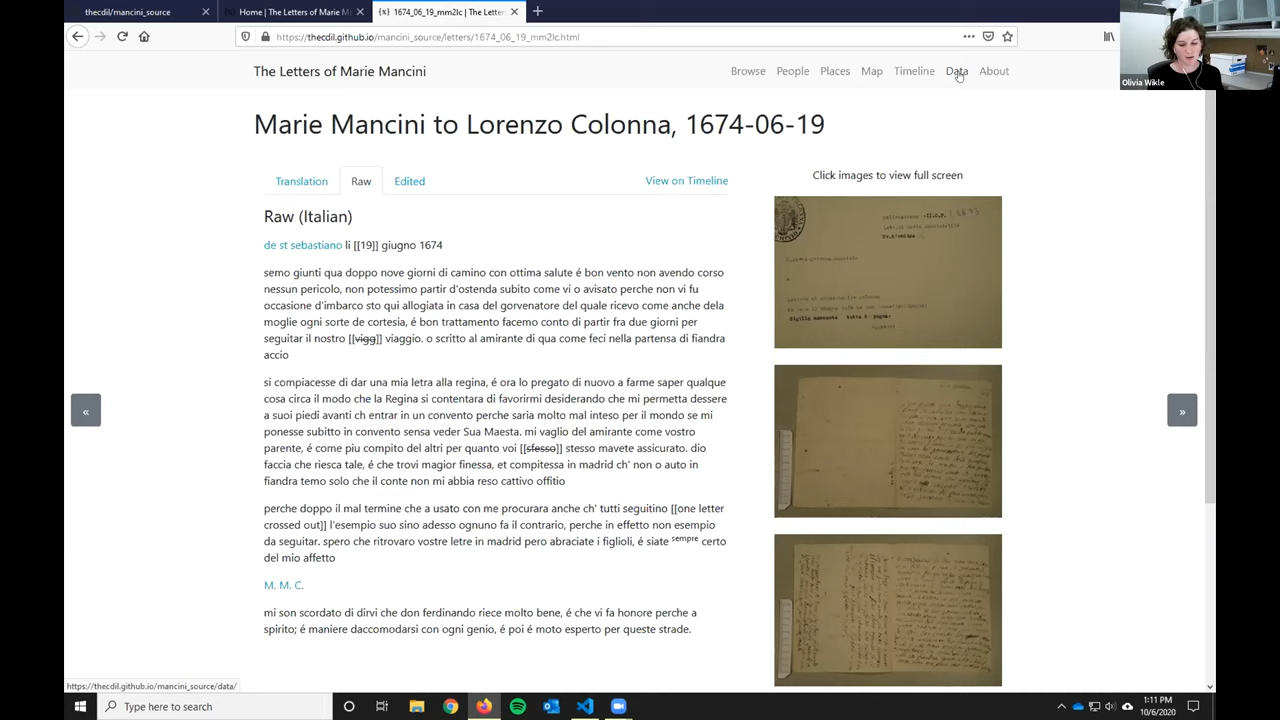 thecdil/mancini_source
Home | The Letters of Marie M
1674_06_19_mm2lc | The Letter
https://thecdil.github.io/mancini_source/letters/1674_06_19_mm2lc.html
Olivia Wikle
The Letters of Marie Mancini
Browse People Places Map Timeline Data About
Marie Mancini to Lorenzo Colonna, 1674-06-19
Translation Raw Edited View on Timeline
Click images to view full screen
Raw (Italian)
de st sebastiano li [[19]] giugno 1674
semo giunti qua doppo nove giorni di camino con ottima salute é bon vento non avendo corso
nessun pericolo, non potessimo partir d'ostenda subito come vi o avisato perche non vi fu
occasione d'imbarco sto qui allogiata in casa del gorvenatore del quale ricevo come anche dela
moglie ogni sorte de cortesia, é bon trattamento facemo conto di partir fra due giorni per
seguitar il nostro [[vigg]] viaggio. o scritto al amirante di qua come feci nella partensa di fiandra
accio
si compiacesse di dar una mia letra alla regina, é ora lo pregato di nuovo a farme saper qualque
cosa circa il modo che la Regina si contentara di favorirmi desiderando che mi permetta dessere
a suoi piedi avanti ch entrar in un convento perche saria molto mal inteso per il mondo se mi
ponesse subitto in convento sensa veder Sua Maesta. mi vaglio del amirante come vostro
parente, é come piu compito del altri per quanto voi [[sfesso]] stesso mavete assicurato. dio
faccia che riesca tale, é che trovi magior finessa, et compitessa in madrid ch' non o auto in
fiandra temo solo che il conte non mi abbia reso cattivo offitio
perche doppo il mal termine che a usato con me procurara anche ch' tutti seguitino [[one letter
crossed out]] l'esempio suo sino adesso ognuno fa il contrario, perche in effetto non esempio
da seguitar. spero che ritrovaro vostre letre in madrid pero abraciate i figlioli, é siate sempre certo
del mio affetto
M. M. C.
mi son scordato di dirvi che don ferdinando riece molto bene, é che vi fa honore perche a
spirito; é maniere daccomodarsi con ogni genio, é poi é moto esperto per queste strade.
«
»
https://thecdil.github.io/mancini_source/data/
Type here to search
1:11 PM
10/6/2020